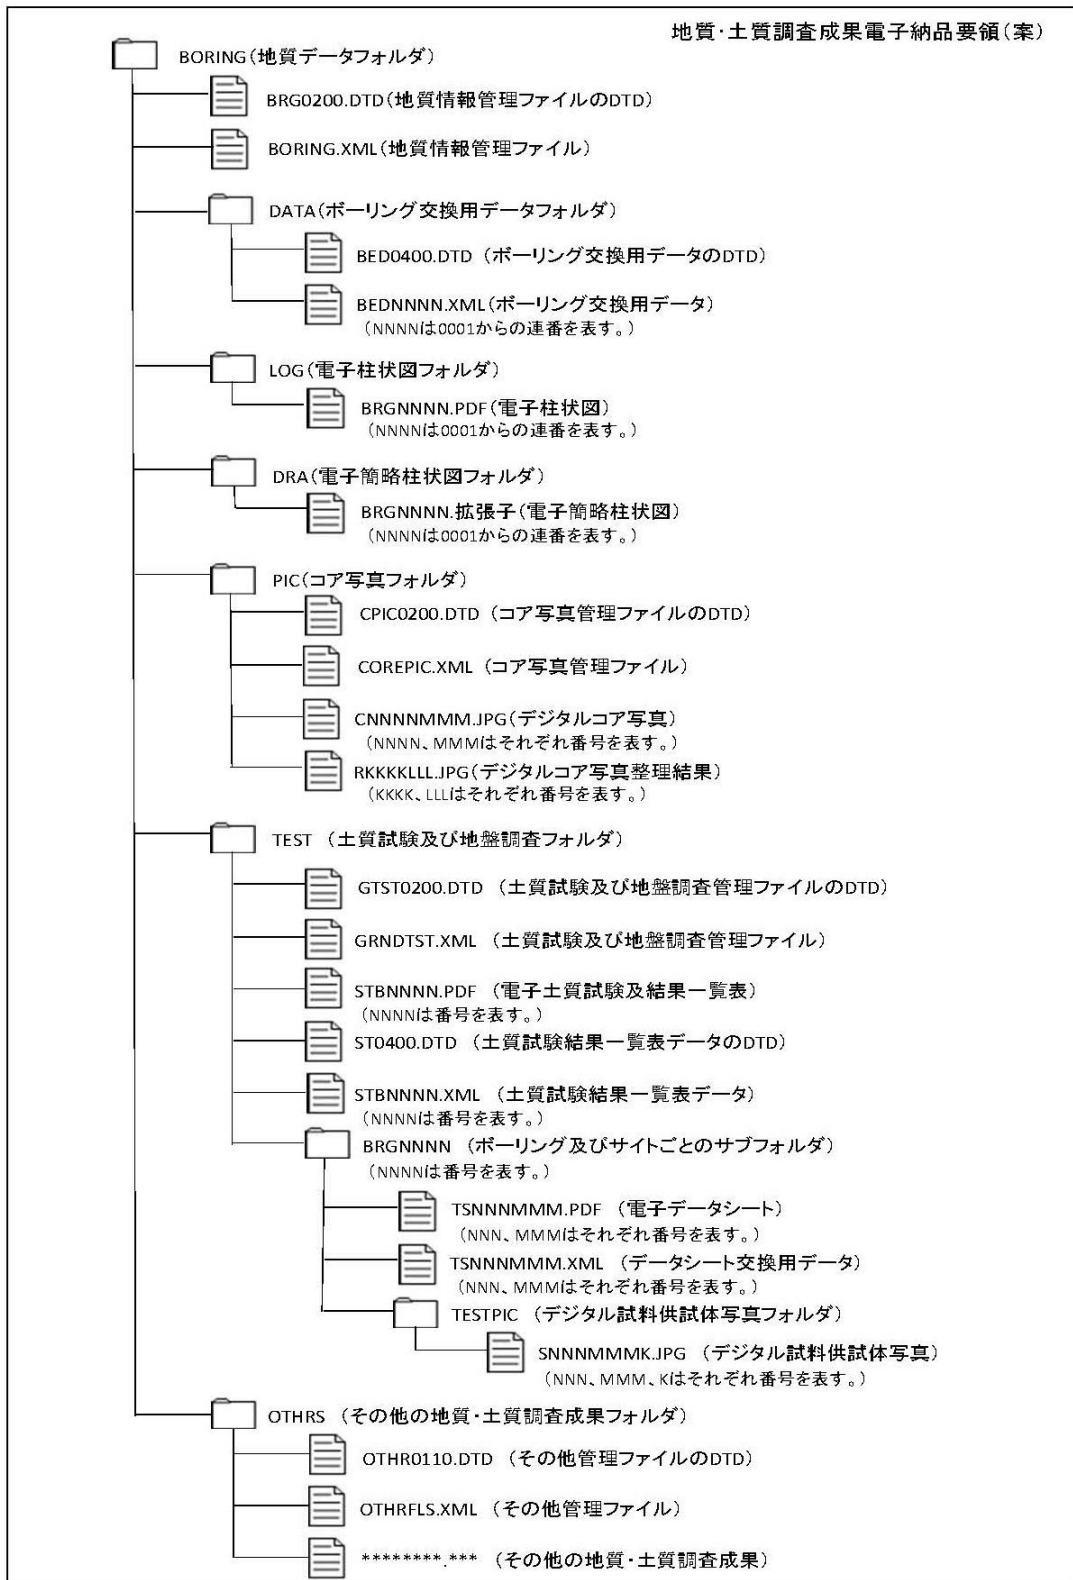 地質・土質調査成果電子納品要領(案)
BORING(地質データフォルダ)
BRG0200.DTD(地質情報管理ファイルのDTD)
BORING.XML(地質情報管理ファイル)
DATA(ボーリング交換用データフォルダ)
BED0400.DTD (ボーリング交換用データのDTD)
BEDNNNN.XML(ボーリング交換用データ)
(NNNNは0001からの連番を表す。)
LOG(電子柱状図フォルダ)
BRGNNNN.PDF(電子柱状図)
(NNNNは0001からの連番を表す。)
DRA(電子簡略柱状図フォルダ)
BRGNNNN.拡張子(電子簡略柱状図)
(NNNNは0001からの連番を表す。)
PIC(コア写真フォルダ)
CPIC0200.DTD (コア写真管理ファイルのDTD)
COREPIC.XML (コア写真管理ファイル)
CNNNNMMM.JPG(デジタルコア写真)
(NNNN、MMMはそれぞれ番号を表す。)
RKKKKLLL.JPG(デジタルコア写真整理結果)
(KKKK、LLLはそれぞれ番号を表す。)
TEST (土質試験及び地盤調査フォルダ)
GTST0200.DTD (土質試験及び地盤調査管理ファイルのDTD)
GRNDTST.XML (土質試験及び地盤調査管理ファイル)
STBNNNN.PDF (電子土質試験及結果一覧表)
(NNNNは番号を表す。)
ST0400.DTD (土質試験結果一覧表データのDTD)
STBNNNN.XML (土質試験結果一覧表データ)
(NNNNは番号を表す。)
BRGNNNN (ボーリング及びサイトごとのサブフォルダ)
(NNNNは番号を表す。)
TSNNNMMM.PDF (電子データシート)
(NNN、MMMはそれぞれ番号を表す。)
TSNNNMMM.XML (データシート交換用データ)
(NNN、MMMはそれぞれ番号を表す。)
TESTPIC (デジタル試料供試体写真フォルダ)
SNNNMMMK.JPG (デジタル試料供試体写真)
(NNN、MMM、Kはそれぞれ番号を表す。)
OTHRS (その他の地質・土質調査成果フォルダ)
OTHR0110.DTD (その他管理ファイルのDTD)
OTHRFLS.XML (その他管理ファイル)
********.*** (その他の地質・土質調査成果)